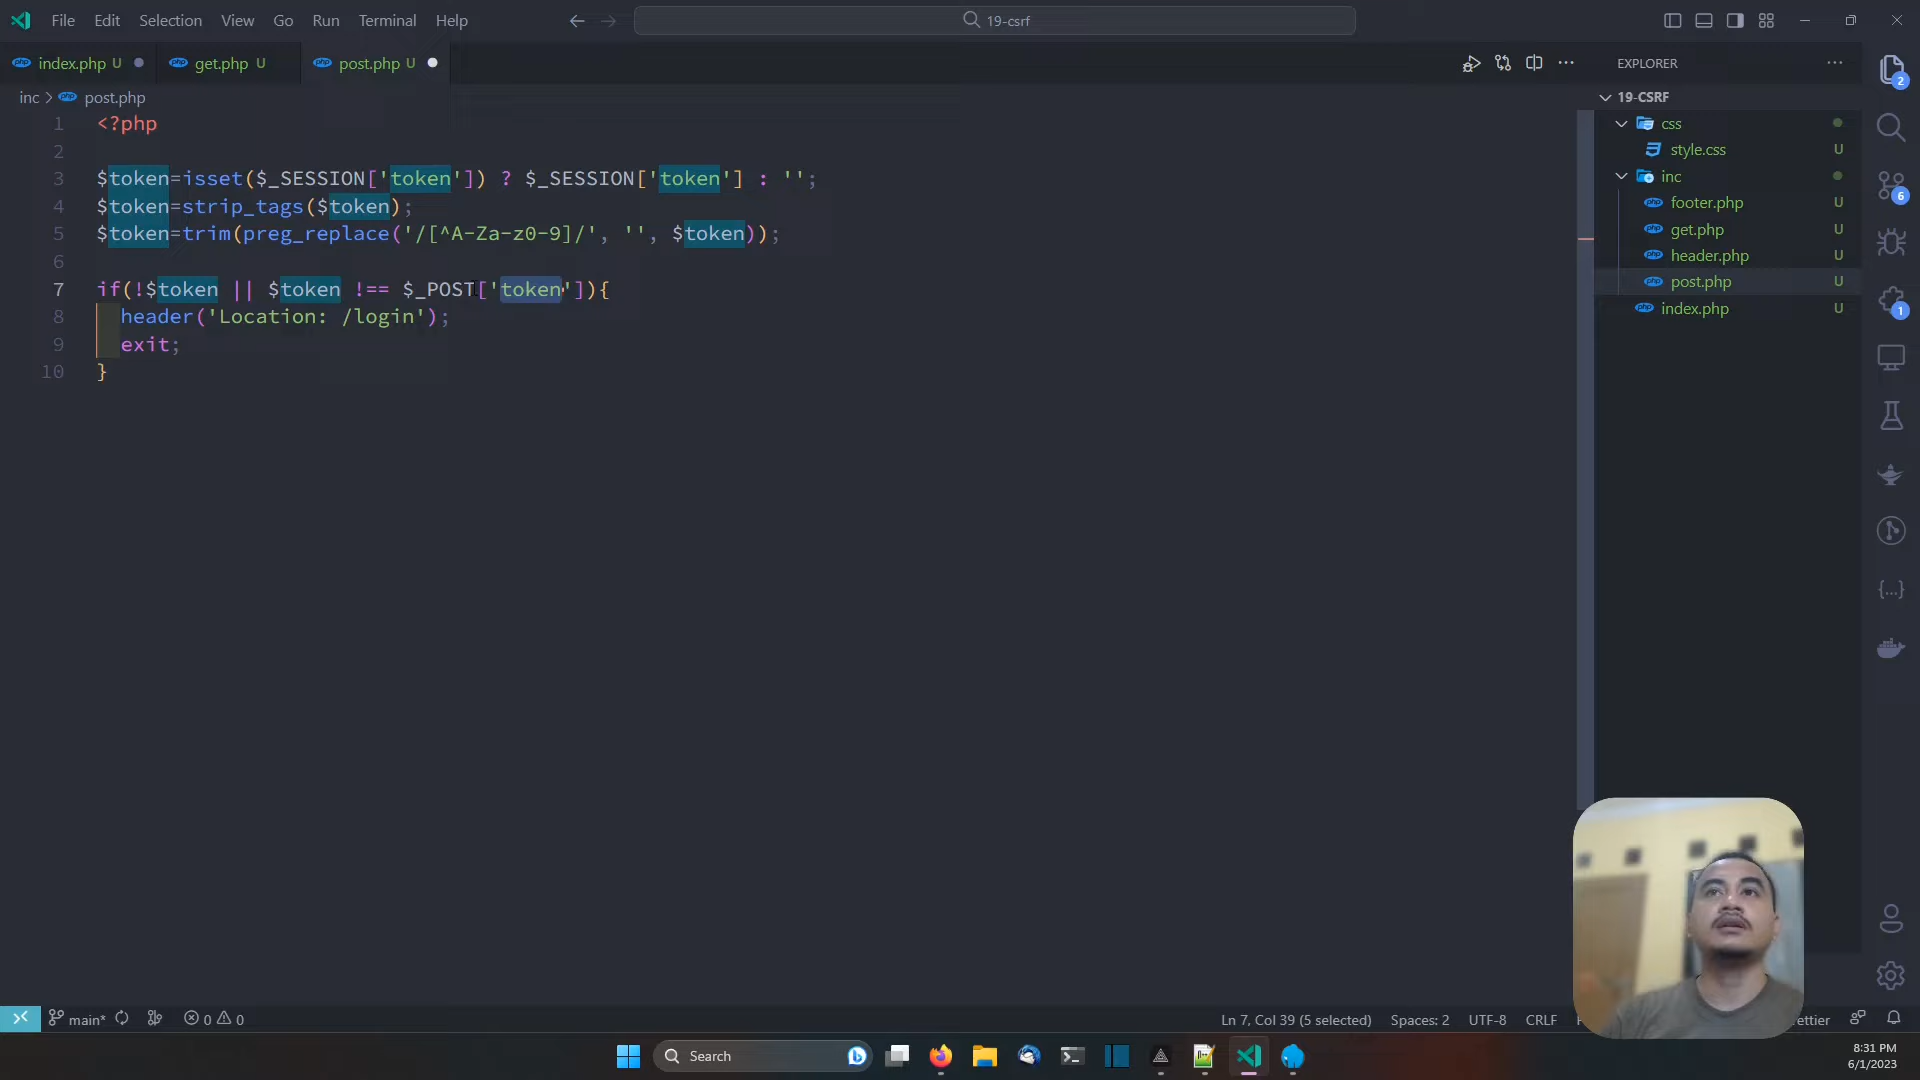 File Edit Selection View Go Run Terminal Help
19-csrf
index.php U
get.php U
post.php U
EXPLORER
inc > post.php
19-CSRF
1 <?php
2
3 $token=isset($_SESSION['token']) ? $_SESSION['token'] : '';
4 $token=strip_tags($token);
5 $token=trim(preg_replace('/[^A-Za-z0-9]/', '', $token));
6
7 if(!$token || $token !== $_POST['token']){
8 header('Location: /login');
9 exit;
10 }
css
style.css U
inc
footer.php U
get.php U
header.php U
post.php U
index.php U
2
6
1
main* 0 0
Ln 7, Col 39 (5 selected) Spaces: 2 UTF-8 CRLF
Search
8:31 PM
6/1/2023